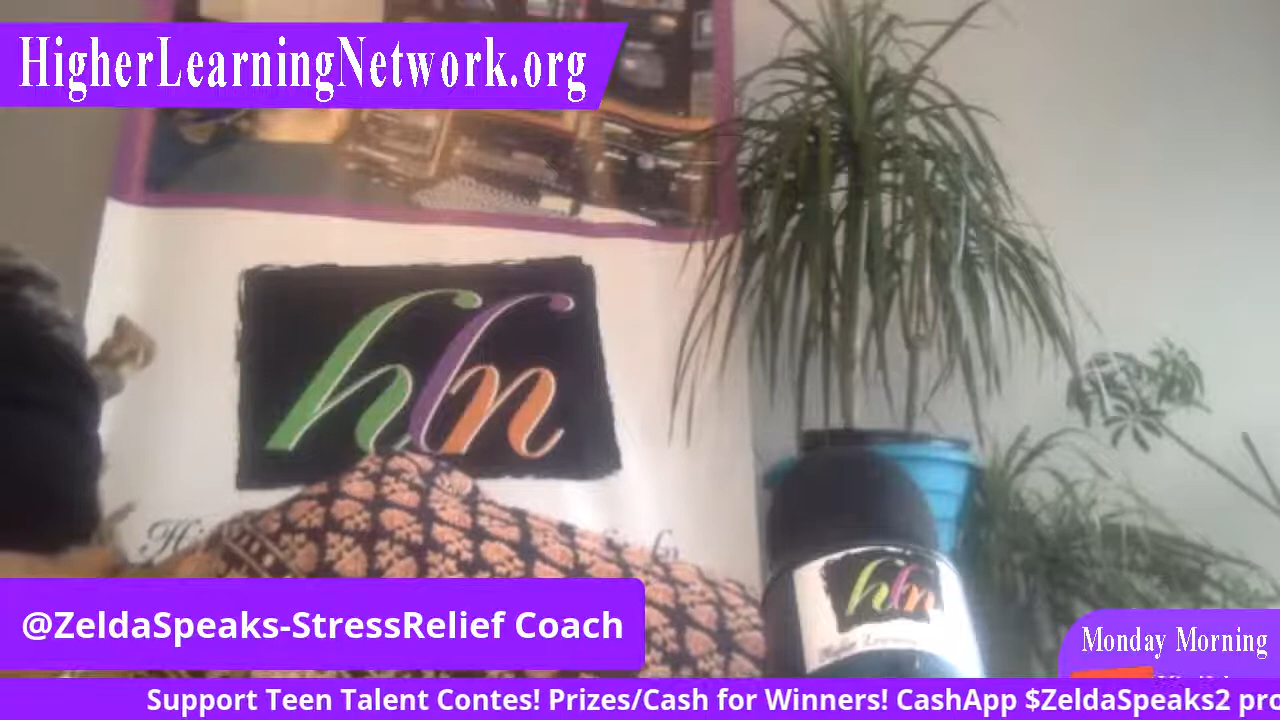 HigherLearningNetwork.org
hln
hln
@ZeldaSpeaks-StressRelief Coach
Monday Morning
Support Teen Talent Contes! Prizes/Cash for Winners! CashApp $ZeldaSpeaks2 pro